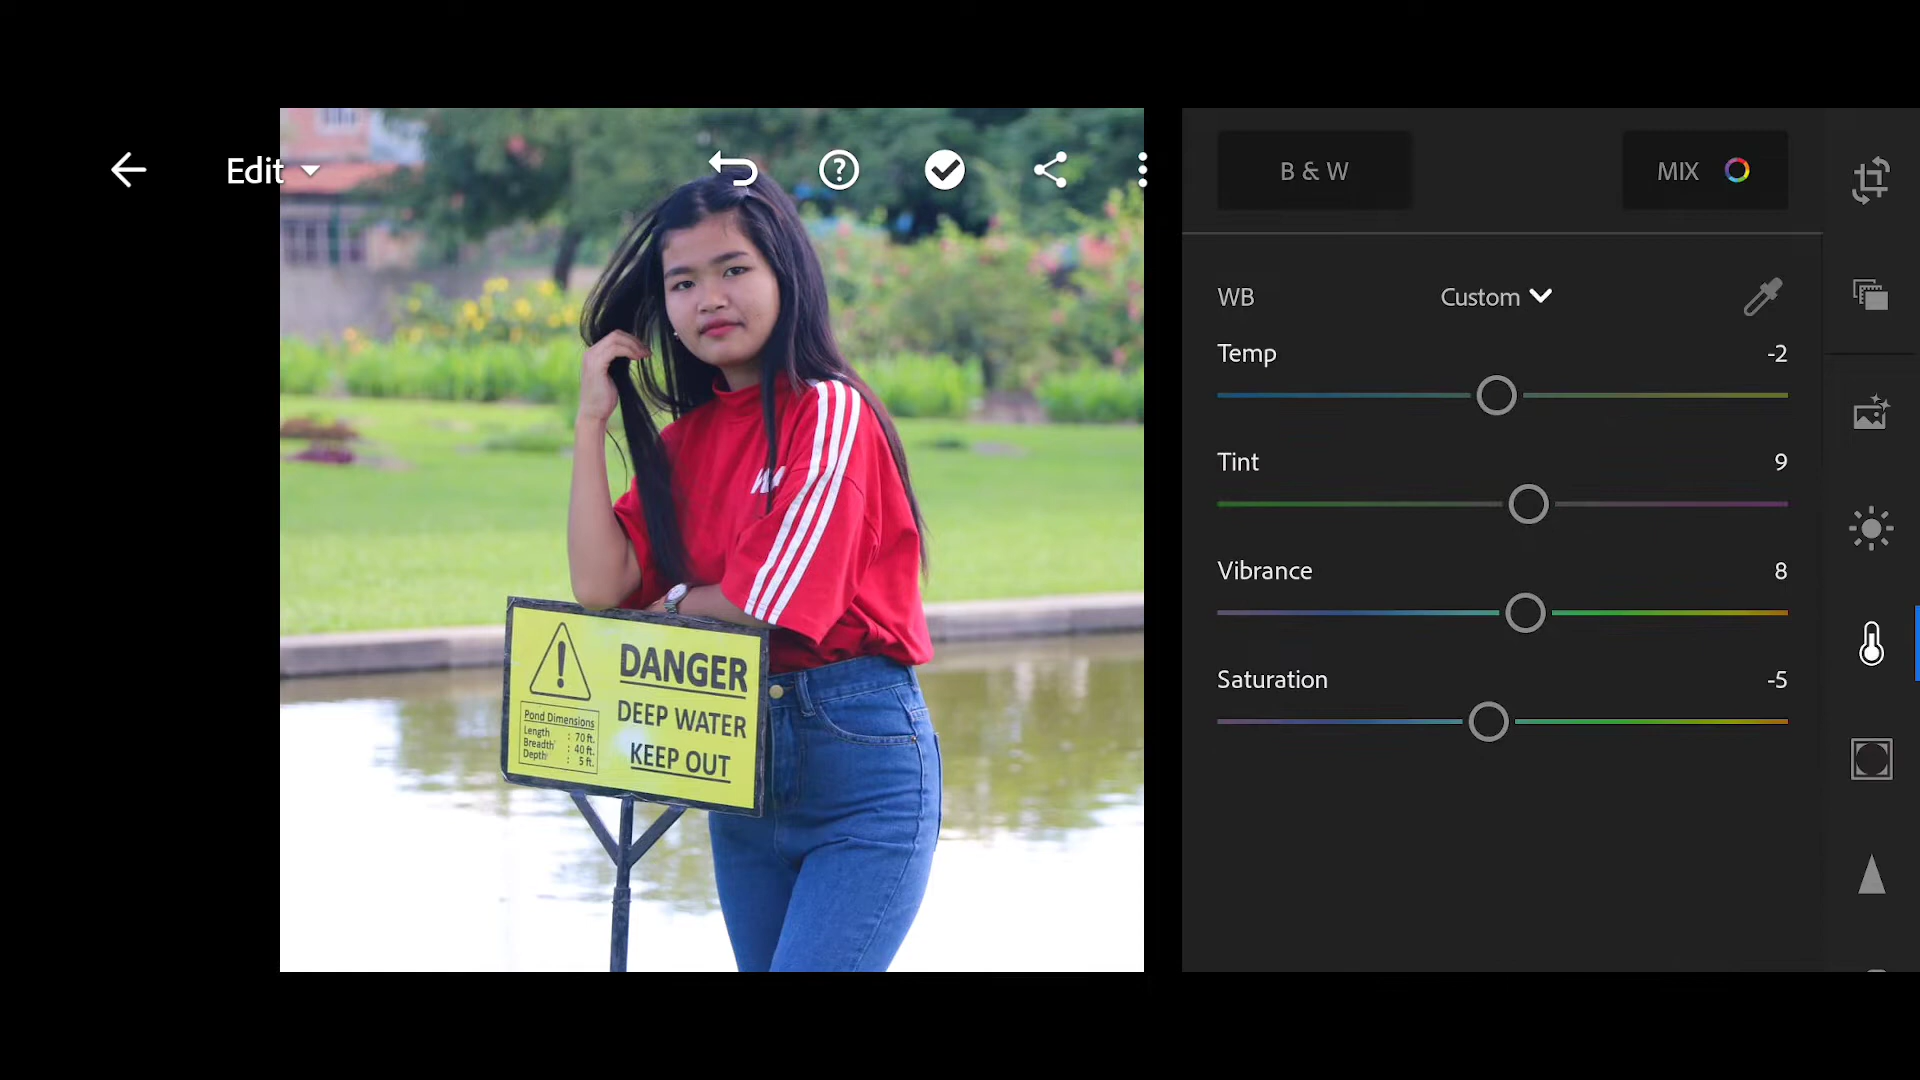 Edit
B & W
MIX
WB
Custom
Temp -2
Tint 9
Vibrance 8
Saturation -5
DANGER
DEEP WATER
KEEP OUT
Pond Dimensions
Length : 70 ft.
Breadth : 40 ft.
Depth : 5 ft.